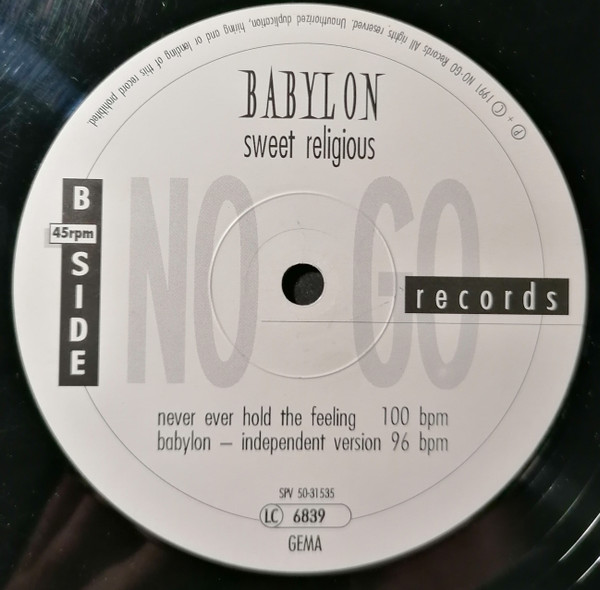 ℗ + © 1991 NO-GO Records All rights reserved. Unauthorized duplication, hiring and or lending of this record prohibited.
BABYLON
sweet religious
B SIDE
45rpm
NO GO
records
never ever hold the feeling 100 bpm
babylon – independent version 96 bpm
SPV 50-31535
LC 6839
GEMA